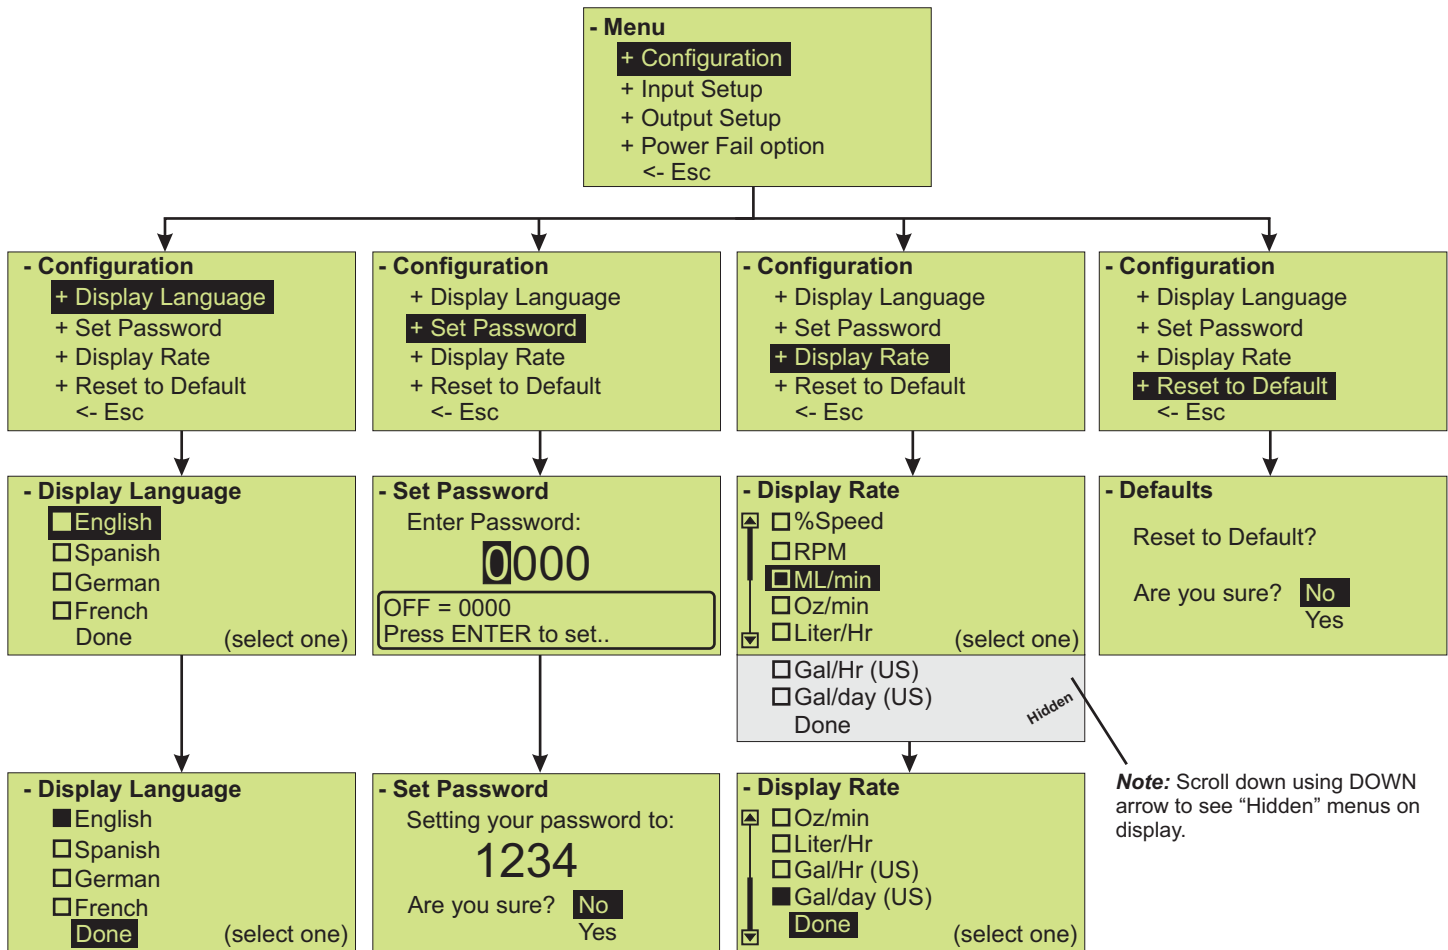 - Menu
+ Configuration
+ Input Setup
+ Output Setup
+ Power Fail option
<- Esc
- Configuration
+ Display Language
+ Set Password
+ Display Rate
+ Reset to Default
<- Esc
- Configuration
+ Display Language
+ Set Password
+ Display Rate
+ Reset to Default
<- Esc
- Configuration
+ Display Language
+ Set Password
+ Display Rate
+ Reset to Default
<- Esc
- Configuration
+ Display Language
+ Set Password
+ Display Rate
+ Reset to Default
<- Esc
- Display Language
English
Spanish
German
French
Done (select one)
- Set Password
Enter Password:
0000
OFF = 0000
Press ENTER to set..
- Display Rate
%Speed
RPM
ML/min
Oz/min
Liter/Hr (select one)
Gal/Hr (US)
Gal/day (US)
Done
Hidden
- Defaults
Reset to Default?
Are you sure? No
Yes
Note: Scroll down using DOWN
arrow to see “Hidden” menus on
display.
- Display Language
English
Spanish
German
French
Done (select one)
- Set Password
Setting your password to:
1234
Are you sure? No
Yes
- Display Rate
Oz/min
Liter/Hr
Gal/Hr (US)
Gal/day (US)
Done (select one)